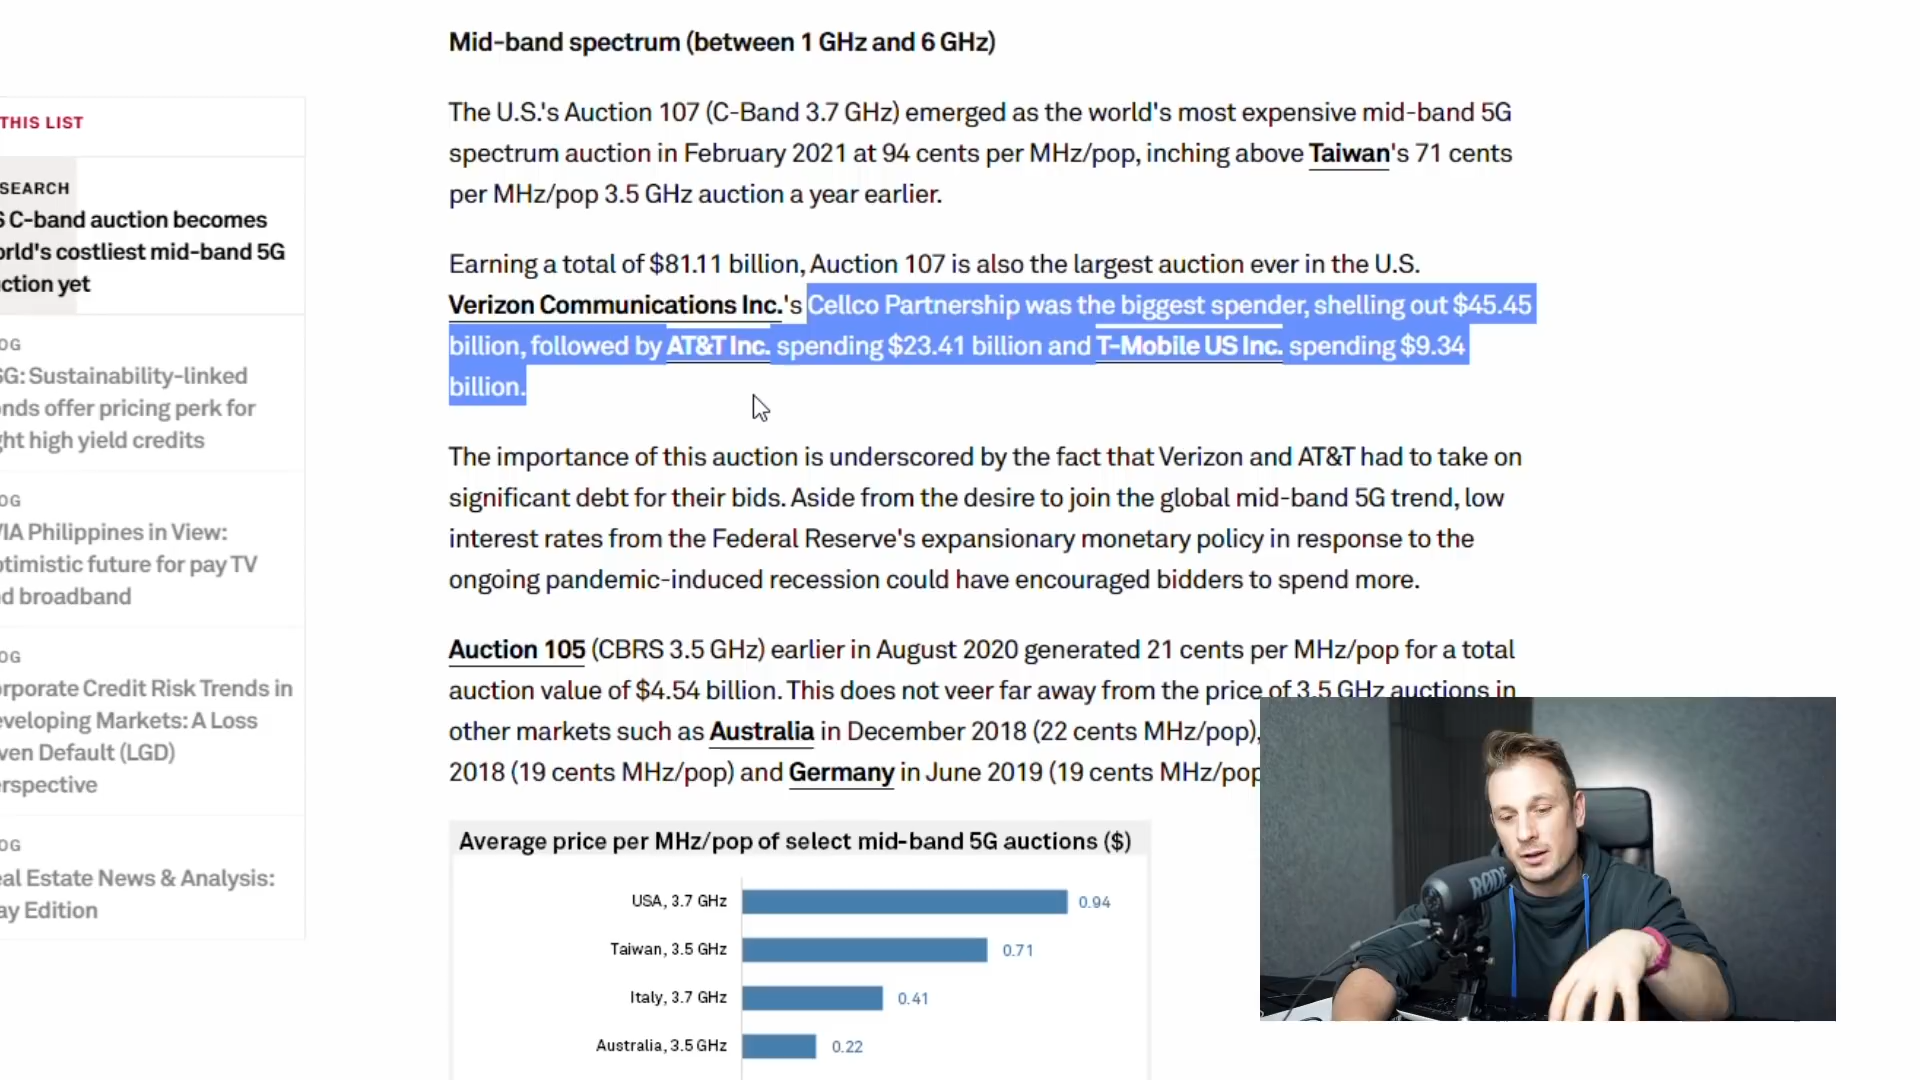 Mid-band spectrum (between 1 GHz and 6 GHz)
The U.S.'s Auction 107 (C-Band 3.7 GHz) emerged as the world's most expensive mid-band 5G
spectrum auction in February 2021 at 94 cents per MHz/pop, inching above Taiwan's 71 cents
per MHz/pop 3.5 GHz auction a year earlier.
Earning a total of $81.11 billion, Auction 107 is also the largest auction ever in the U.S.
Verizon Communications Inc.'s Cellco Partnership was the biggest spender, shelling out $45.45
billion, followed by AT&T Inc. spending $23.41 billion and T-Mobile US Inc. spending $9.34
billion.
The importance of this auction is underscored by the fact that Verizon and AT&T had to take on
significant debt for their bids. Aside from the desire to join the global mid-band 5G trend, low
interest rates from the Federal Reserve's expansionary monetary policy in response to the
ongoing pandemic-induced recession could have encouraged bidders to spend more.
Auction 105 (CBRS 3.5 GHz) earlier in August 2020 generated 21 cents per MHz/pop for a total
auction value of $4.54 billion. This does not veer far away from the price of 3.5 GHz auctions in
other markets such as Australia in December 2018 (22 cents MHz/pop),
2018 (19 cents MHz/pop) and Germany in June 2019 (19 cents MHz/pop
Average price per MHz/pop of select mid-band 5G auctions ($)
USA, 3.7 GHz 0.94
Taiwan, 3.5 GHz 0.71
Italy, 3.7 GHz 0.41
Australia, 3.5 GHz 0.22
THIS LIST
SEARCH
S C-band auction becomes
orld's costliest mid-band 5G
ction yet
OG
SG: Sustainability-linked
onds offer pricing perk for
ght high yield credits
OG
VIA Philippines in View:
ptimistic future for pay TV
nd broadband
OG
orporate Credit Risk Trends in
eveloping Markets: A Loss
iven Default (LGD)
erspective
OG
eal Estate News & Analysis:
ay Edition
RØDE